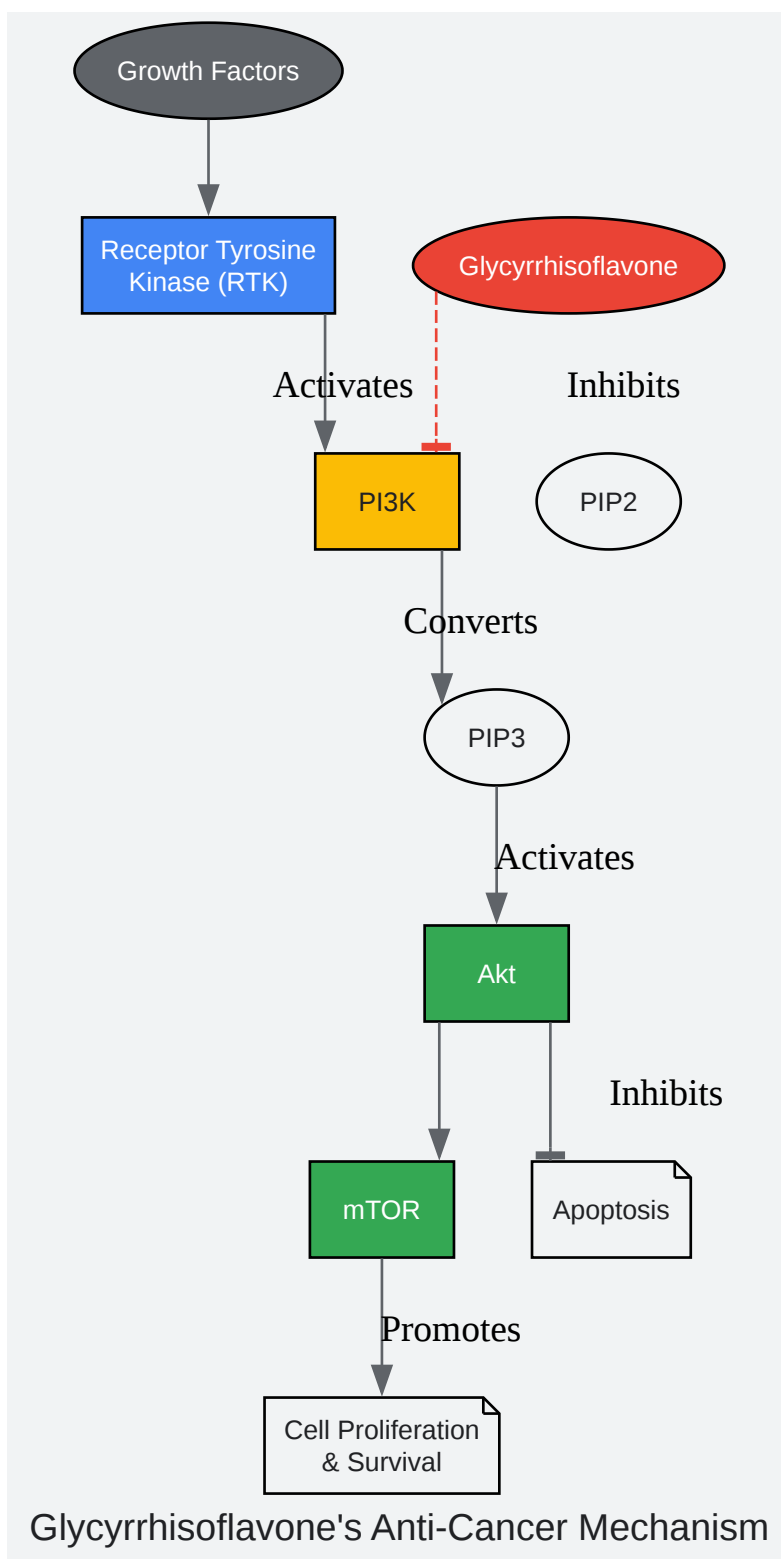 Growth Factors
Receptor Tyrosine
Kinase (RTK)
Glycyrrhisoflavone
Activates
Inhibits
PI3K
PIP2
Converts
PIP3
Activates
Akt
Inhibits
mTOR
Apoptosis
Promotes
Cell Proliferation
& Survival
Glycyrrhisoflavone's Anti-Cancer Mechanism